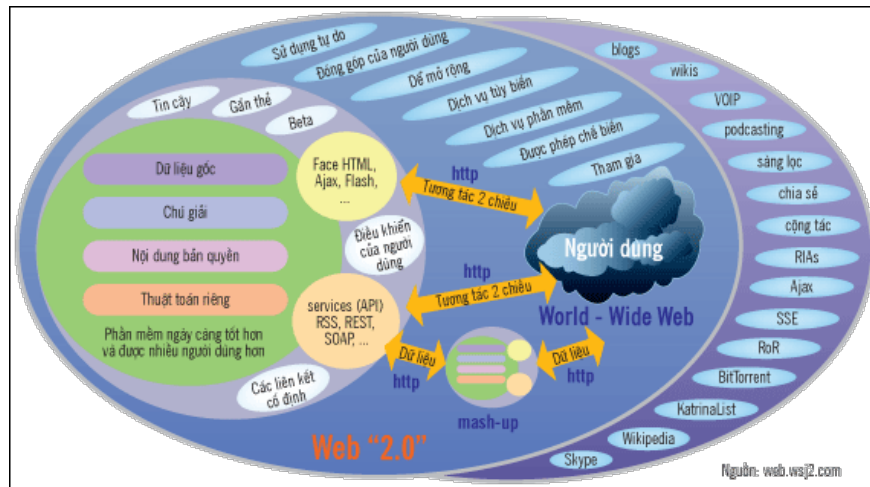 Sử dụng tự do
Đóng góp của người dùng
Dể mở rộng
Dịch vụ tùy biến
Dịch vụ phần mềm
Được phép chế biến
Tham gia
Tin cậy
Gắn thẻ
Beta
Dữ liệu gốc
Chú giải
Nội dung bản quyền
Thuật toán riêng
Phần mềm ngày càng tốt hơn
và được nhiều người dùng hơn
Face HTML,
Ajax, Flash,
...
Điều khiển
của người
dùng
services (API)
RSS, REST,
SOAP, ...
Các liên kết
cố định
http
Tương tác 2 chiều
http
Tương tác 2 chiều
Dữ liệu
http
mash-up
Dữ liệu
http
Người dùng
World - Wide Web
Web “2.0”
blogs
wikis
VOIP
podcasting
sàng lọc
chia sẻ
cộng tác
RIAs
Ajax
SSE
RoR
BitTorrent
KatrinaList
Wikipedia
Skype
Nguồn: web.wsj2.com